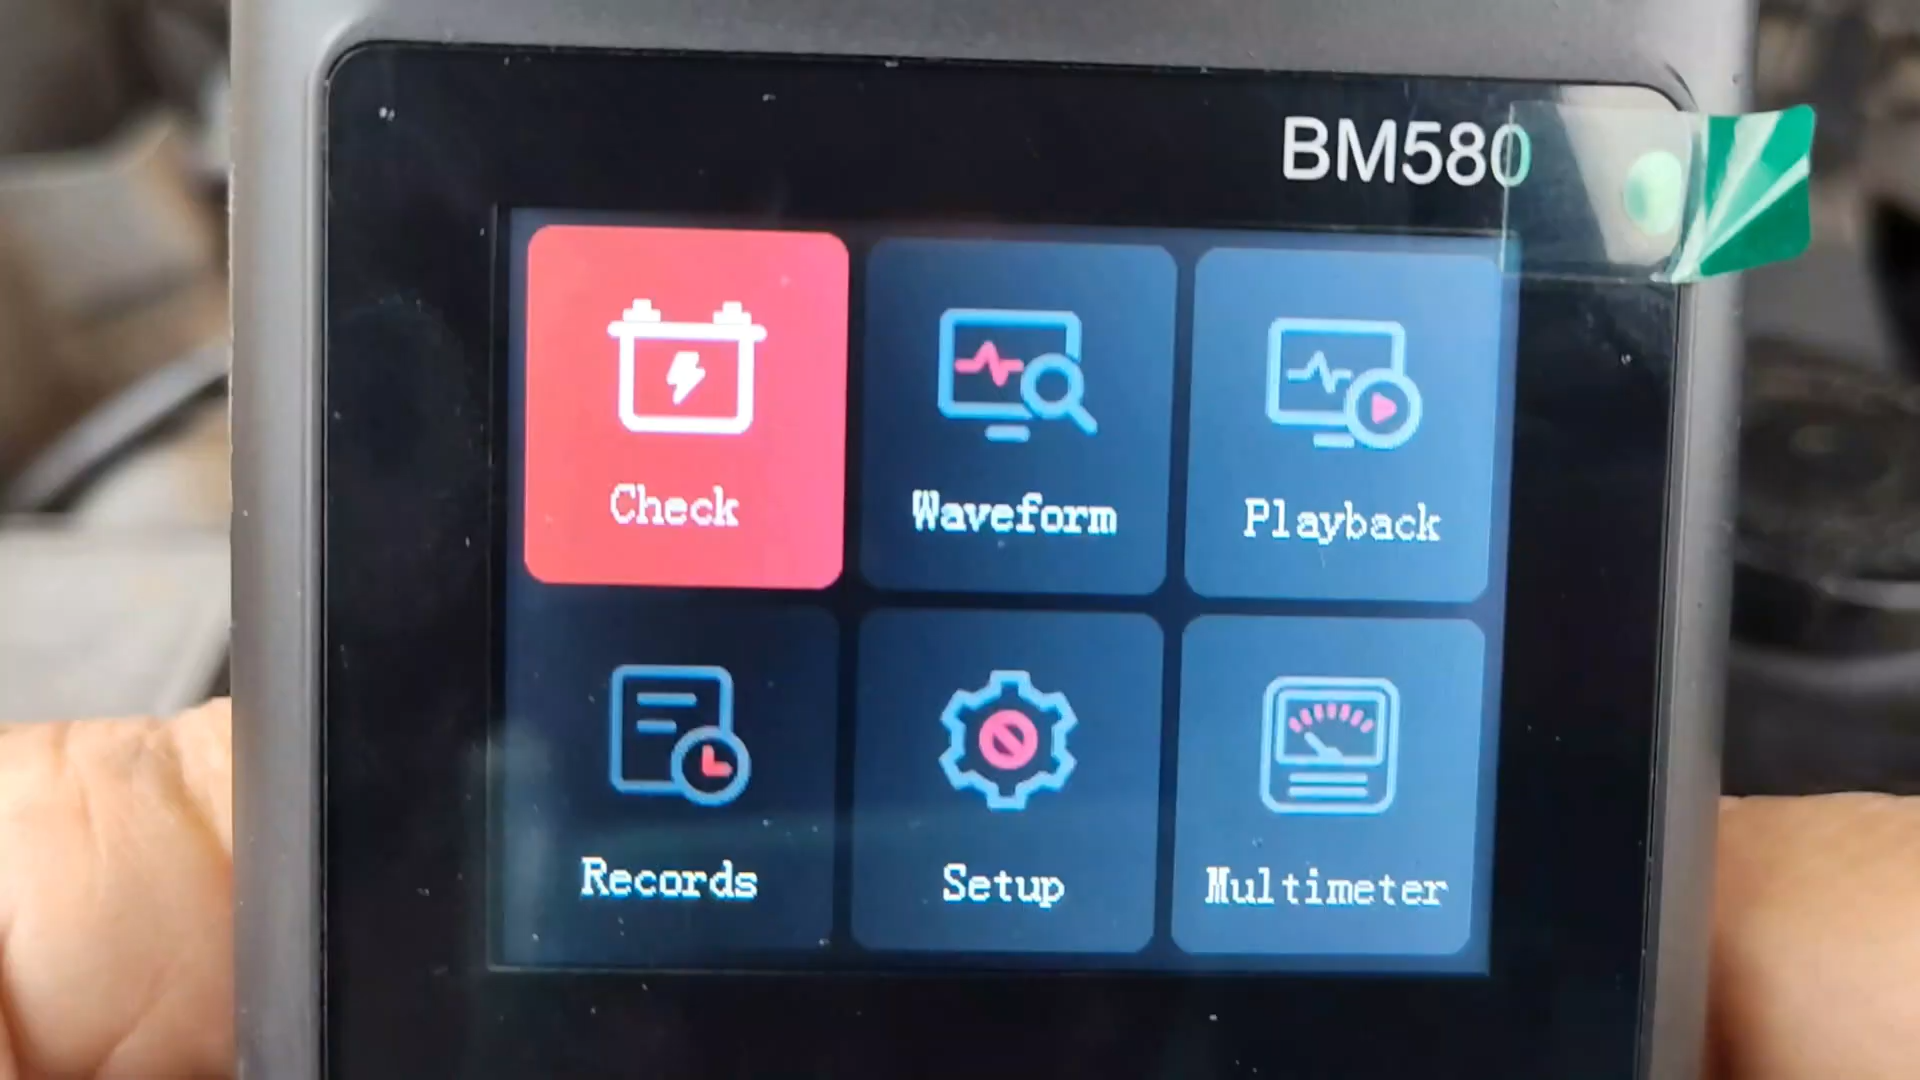 BM580
Check
Waveform
Playback
Records
Setup
Multimeter